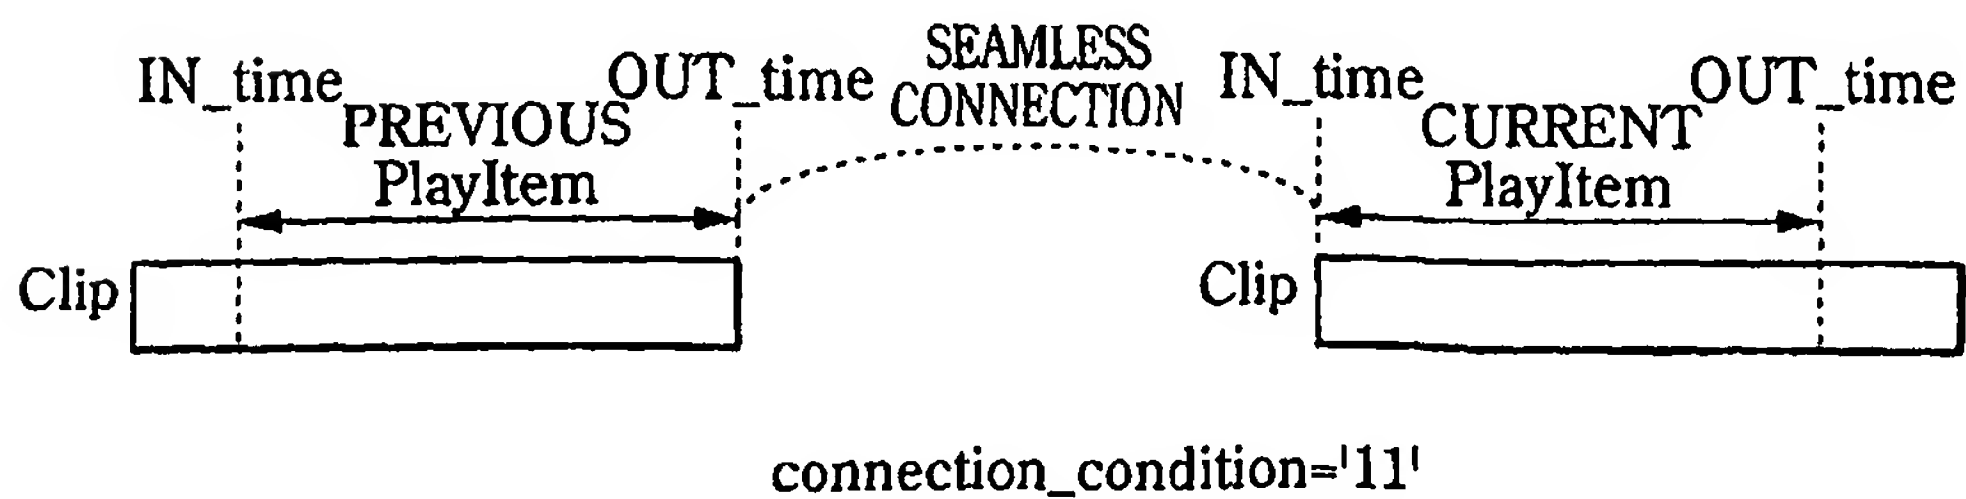 IN_time
PREVIOUS
PlayItem
OUT_time
SEAMLESS
CONNECTION
IN_time
CURRENT
PlayItem
OUT_time
Clip
Clip
connection_condition='11'